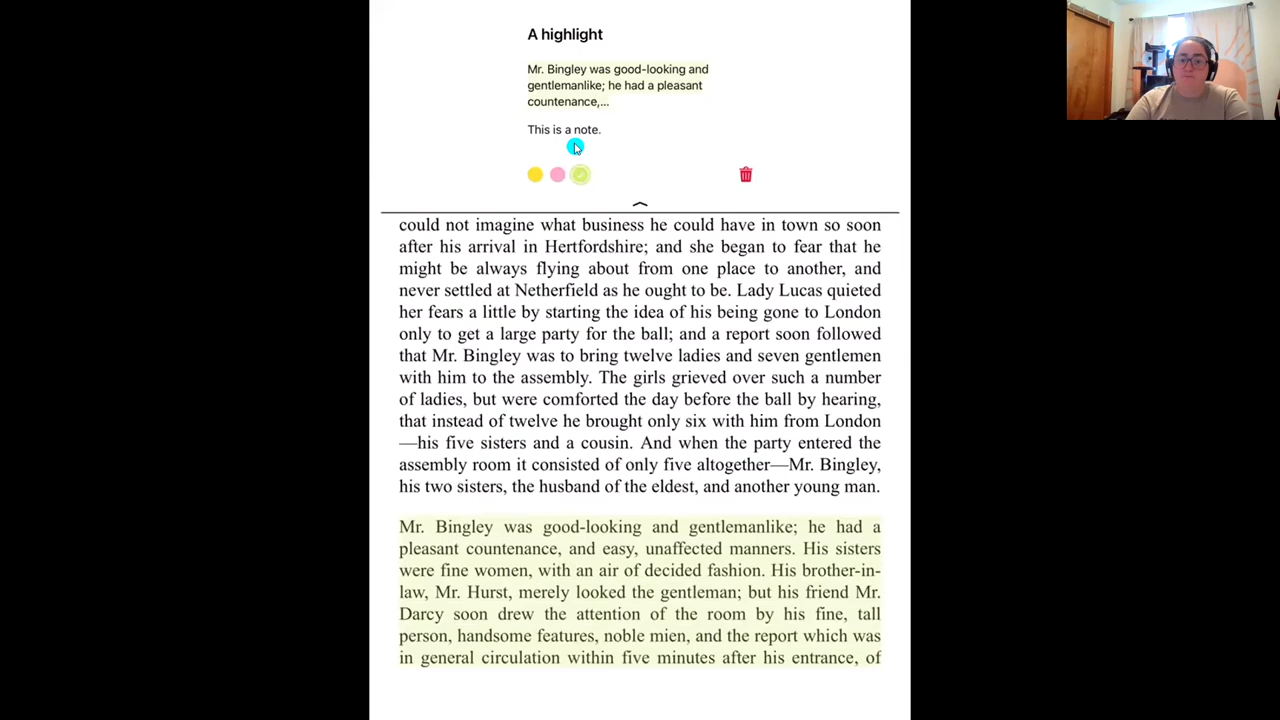 A highlight
Mr. Bingley was good-looking and
gentlemanlike; he had a pleasant
countenance,...
This is a note.
could not imagine what business he could have in town so soon
after his arrival in Hertfordshire; and she began to fear that he
might be always flying about from one place to another, and
never settled at Netherfield as he ought to be. Lady Lucas quieted
her fears a little by starting the idea of his being gone to London
only to get a large party for the ball; and a report soon followed
that Mr. Bingley was to bring twelve ladies and seven gentlemen
with him to the assembly. The girls grieved over such a number
of ladies, but were comforted the day before the ball by hearing,
that instead of twelve he brought only six with him from London
—his five sisters and a cousin. And when the party entered the
assembly room it consisted of only five altogether—Mr. Bingley,
his two sisters, the husband of the eldest, and another young man.
Mr. Bingley was good-looking and gentlemanlike; he had a
pleasant countenance, and easy, unaffected manners. His sisters
were fine women, with an air of decided fashion. His brother-in-
law, Mr. Hurst, merely looked the gentleman; but his friend Mr.
Darcy soon drew the attention of the room by his fine, tall
person, handsome features, noble mien, and the report which was
in general circulation within five minutes after his entrance, of